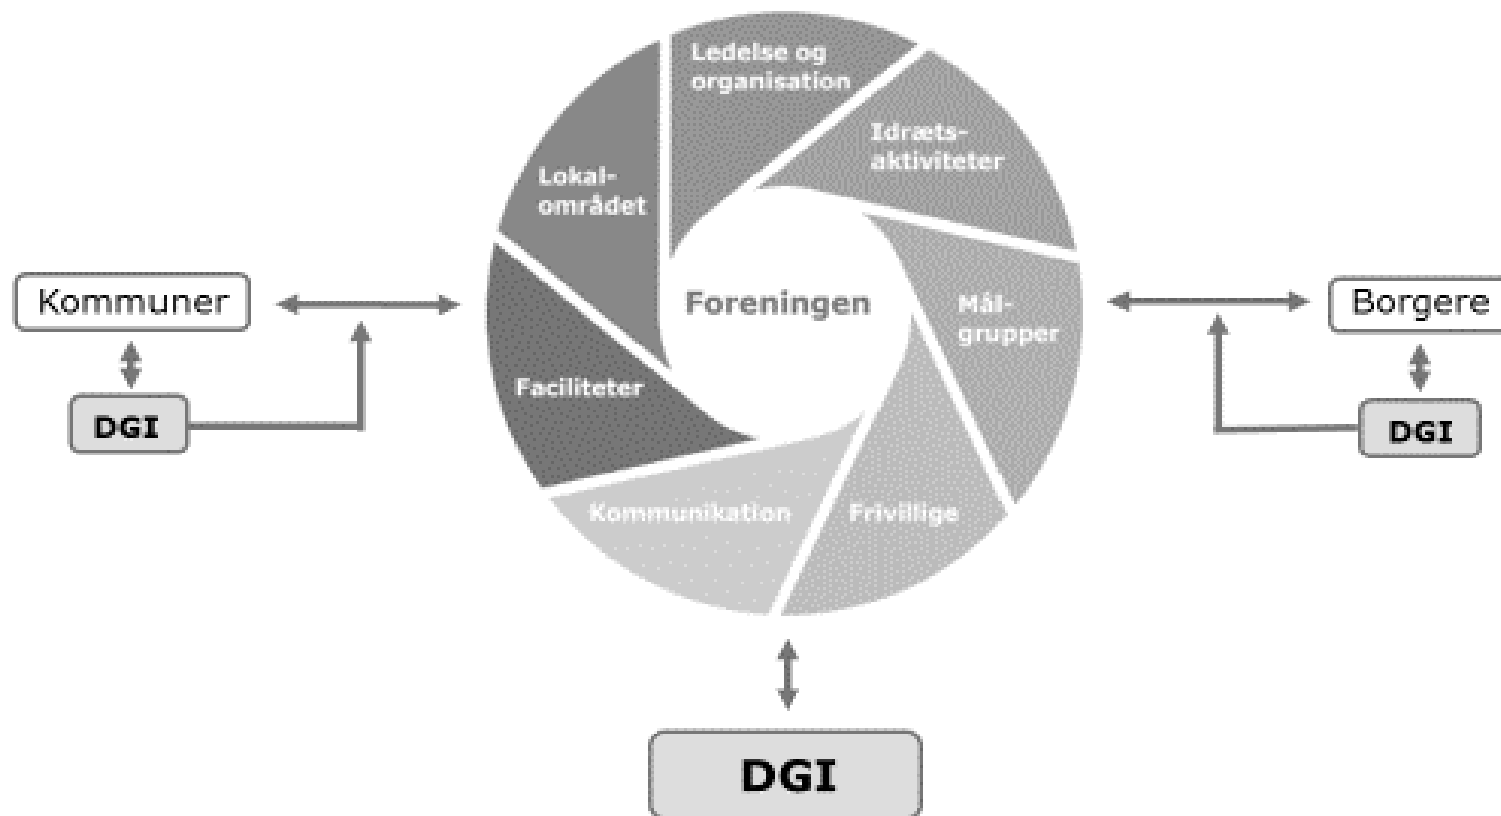 Ledelse og
organisation
Idræts-
aktiviteter
Lokal-
området
Foreningen
Mål-
grupper
Kommuner
Borgere
Faciliteter
DGI
DGI
Kommunikation
Frivillige
DGI